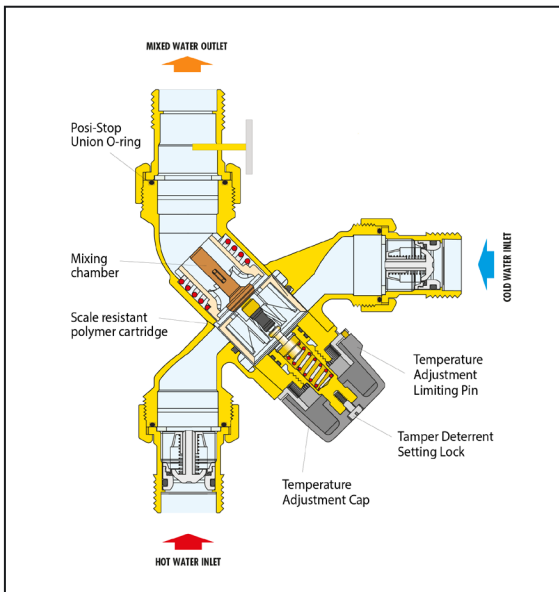 MIXED WATER OUTLET
Posi-Stop
Union O-ring
Mixing
chamber
COLD WATER INLET
Scale resistant
polymer cartridge
Temperature
Adjustment
Limiting Pin
Tamper Deterrent
Setting Lock
Temperature
Adjustment Cap
HOT WATER INLET